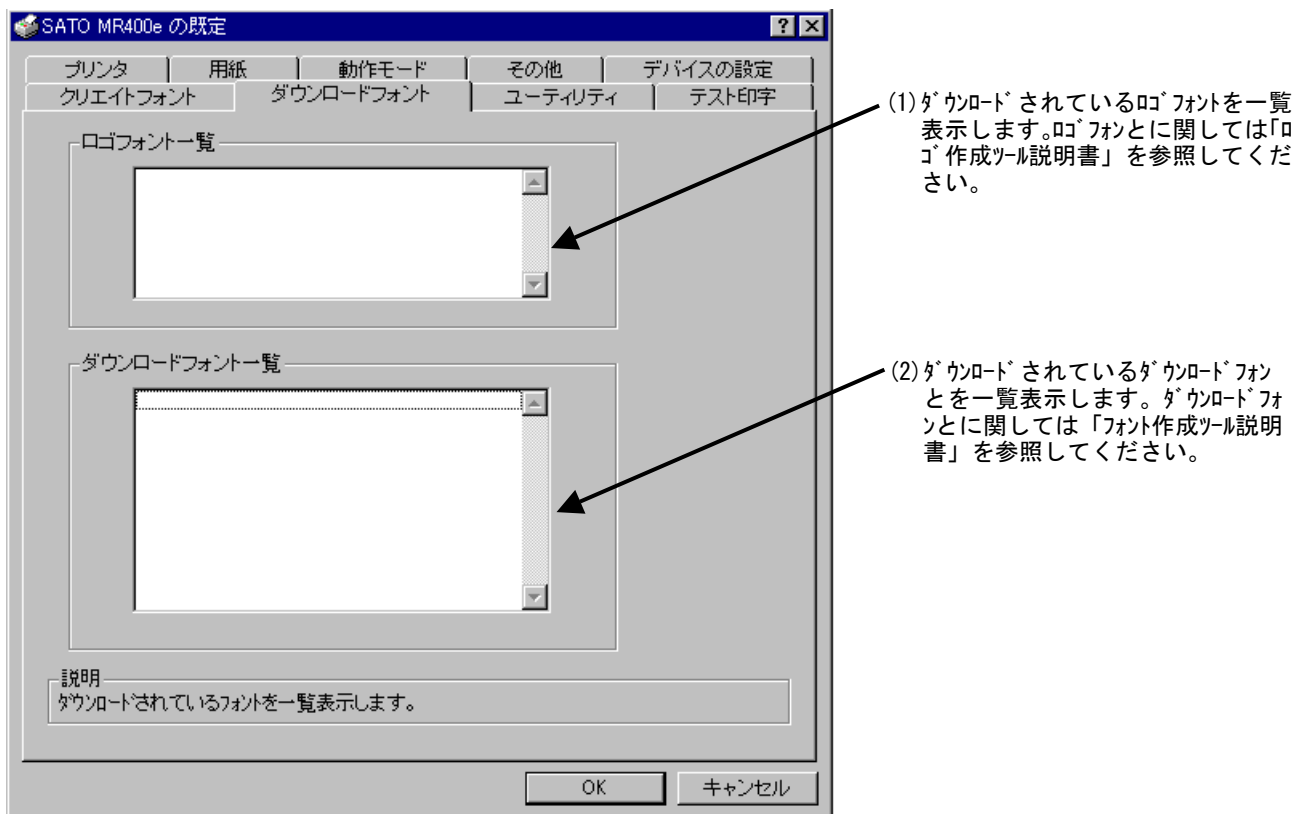 SATO MR400e の既定
プリンタ 用紙 動作モード その他 デバイスの設定
クリエイトフォント ダウンロードフォント ユーティリティ テスト印字
ロゴフォント一覧
ダウンロードフォント一覧
説明
ﾀﾞｳﾝﾛｰﾄﾞされているﾌｫﾝﾄを一覧表示します。
OK キャンセル
(1)ﾀﾞｳﾝﾛｰﾄﾞされているﾛｺﾞﾌｫﾝﾄを一覧
表示します。ﾛｺﾞﾌｫﾝとに関しては｢ﾛ
ｺﾞ作成ﾂｰﾙ説明書」を参照してくだ
さい。
(2)ﾀﾞｳﾝﾛｰﾄﾞされているﾀﾞｳﾝﾛｰﾄﾞﾌｫﾝ
とを一覧表示します。ﾀﾞｳﾝﾛｰﾄﾞﾌｫ
ﾝとに関しては「ﾌｫﾝﾄ作成ﾂｰﾙ説明
書」を参照してください。